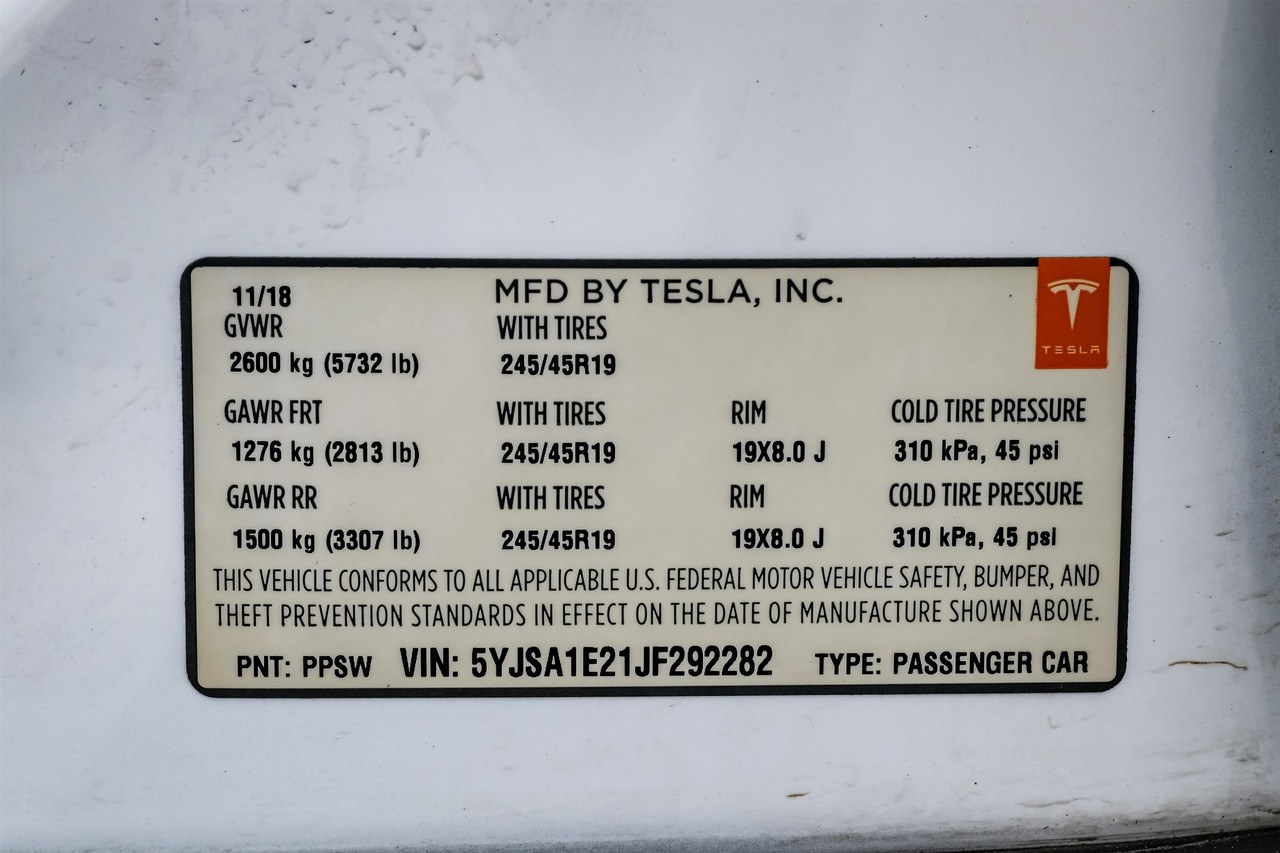 11/18 MFD BY TESLA, INC.
GVWR WITH TIRES
2600 kg (5732 lb) 245/45R19
TESLA
GAWR FRT WITH TIRES RIM COLD TIRE PRESSURE
1276 kg (2813 lb) 245/45R19 19X8.0 J 310 kPa, 45 psi
GAWR RR WITH TIRES RIM COLD TIRE PRESSURE
1500 kg (3307 lb) 245/45R19 19X8.0 J 310 kPa, 45 psi
THIS VEHICLE CONFORMS TO ALL APPLICABLE U.S. FEDERAL MOTOR VEHICLE SAFETY, BUMPER, AND
THEFT PREVENTION STANDARDS IN EFFECT ON THE DATE OF MANUFACTURE SHOWN ABOVE.
PNT: PPSW VIN: 5YJSA1E21JF292282 TYPE: PASSENGER CAR